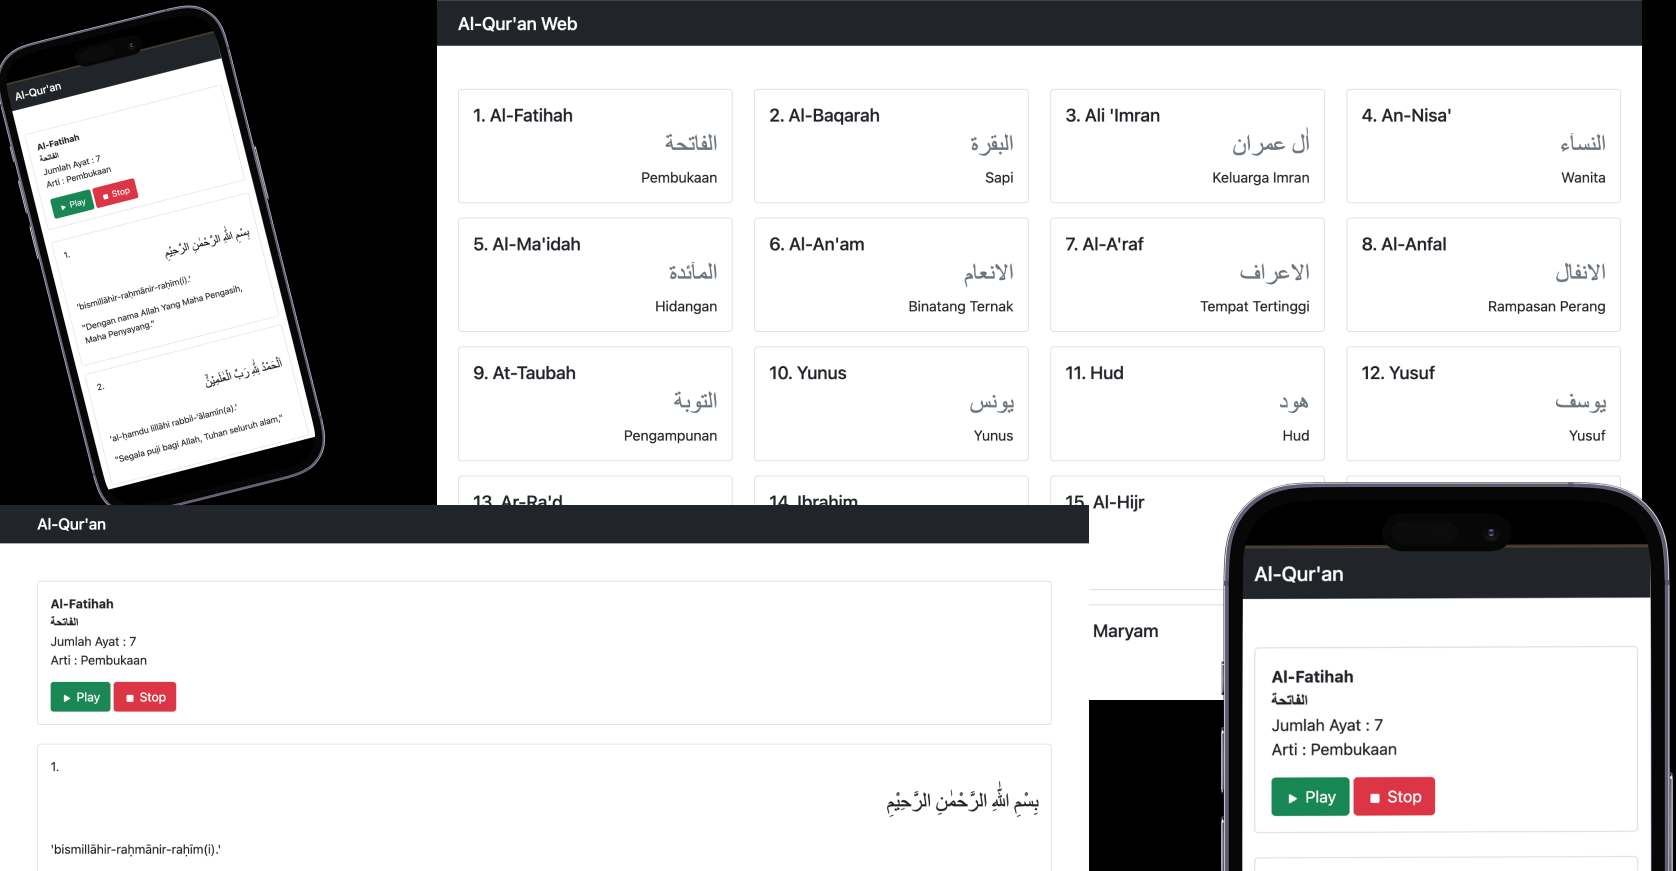 Al-Qur'an
Al-Fatihah
الفاتحة
Jumlah Ayat : 7
Arti : Pembukaan
Play
Stop
1.
بِسْمِ اللّٰهِ الرَّحْمٰنِ الرَّحِيْمِ
'bismillāhir-raḥmānir-raḥīm(i).'
"Dengan nama Allah Yang Maha Pengasih,
Maha Penyayang."
2.
اَلْحَمْدُ لِلّٰهِ رَبِّ الْعٰلَمِيْنَۙ
'al-ḥamdu lillāhi rabbil-'ālamīn(a).'
"Segala puji bagi Allah, Tuhan seluruh alam,"
Al-Qur'an Web
1. Al-Fatihah
الفاتحة
Pembukaan
2. Al-Baqarah
البقرة
Sapi
3. Ali 'Imran
اٰل عمران
Keluarga Imran
4. An-Nisa'
النساۤء
Wanita
5. Al-Ma'idah
الماۤئدة
Hidangan
6. Al-An'am
الانعام
Binatang Ternak
7. Al-A'raf
الاعراف
Tempat Tertinggi
8. Al-Anfal
الانفال
Rampasan Perang
9. At-Taubah
التوبة
Pengampunan
10. Yunus
يونس
Yunus
11. Hud
هود
Hud
12. Yusuf
يوسف
Yusuf
13. Ar-Ra'd
14. Ibrahim
15. Al-Hijr
Maryam
Al-Qur'an
Al-Fatihah
الفاتحة
Jumlah Ayat : 7
Arti : Pembukaan
Play
Stop
1.
بِسْمِ اللّٰهِ الرَّحْمٰنِ الرَّحِيْمِ
'bismillāhir-raḥmānir-raḥīm(i).'
Al-Qur'an
Al-Fatihah
الفاتحة
Jumlah Ayat : 7
Arti : Pembukaan
Play
Stop